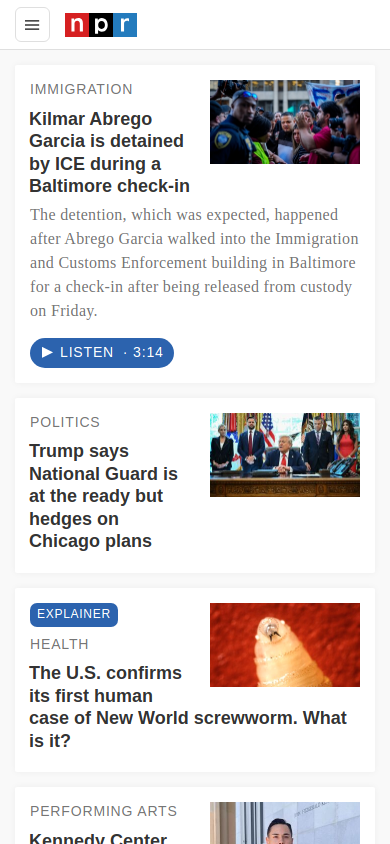 npr
IMMIGRATION
Kilmar Abrego
Garcia is detained
by ICE during a
Baltimore check-in
The detention, which was expected, happened
after Abrego Garcia walked into the Immigration
and Customs Enforcement building in Baltimore
for a check-in after being released from custody
on Friday.
LISTEN · 3:14
POLITICS
Trump says
National Guard is
at the ready but
hedges on
Chicago plans
EXPLAINER
HEALTH
The U.S. confirms
its first human
case of New World screwworm. What
is it?
PERFORMING ARTS
Kennedy Center